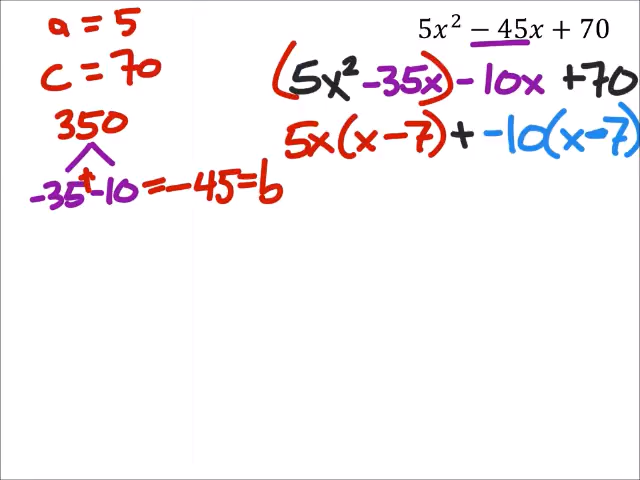 a = 5
c = 70
350
-35 + -10 = -45 = b
5x² − 45x + 70
(5x² -35x) -10x +70
5x(x-7) + -10(x-7)